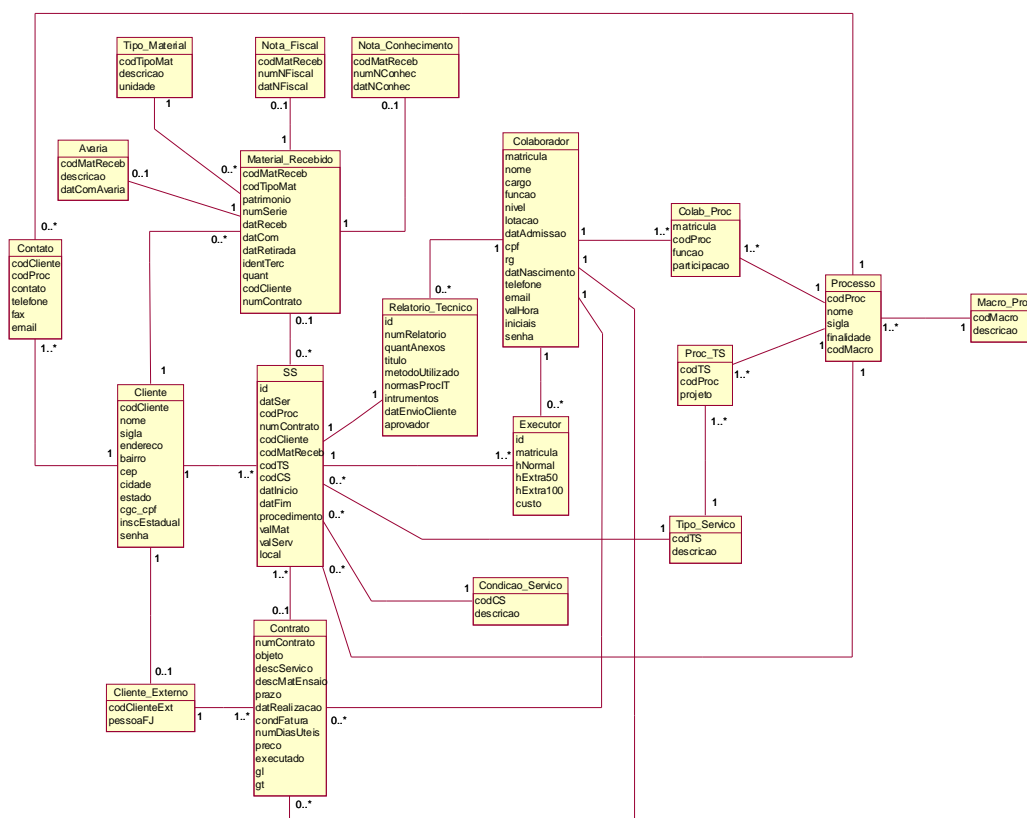 Tipo_Material
codTipoMat
descricao
unidade
1
Nota_Fiscal
codMatReceb
numNFiscal
datNFiscal
0..1
1
Nota_Conhecimento
codMatReceb
numNConhec
datNConhec
0..1
Avaria
codMatReceb
descricao
datComAvaria
0..1
0..*
1
0..*
Material_Recebido
codMatReceb
codTipoMat
patrimonio
numSerie
datReceb
datCom
datRetirada
identTerc
quant
codCliente
numContrato
1
0..1
0..*
Colaborador
matricula
nome
cargo
funcao
nivel
lotacao
datAdmissao
cpf
rg
datNascimento
telefone
email
valHora
iniciais
senha
1
1
1
1
1
Colab_Proc
matricula
codProc
funcao
participacao
1..*
1..*
0..*
Contato
codCliente
codProc
contato
telefone
fax
email
1..*
1
1
1
Processo
codProc
nome
sigla
finalidade
codMacro
1..*
1
1
Macro_Pro
codMacro
descricao
0..*
Relatorio_Tecnico
id
numRelatorio
quantAnexos
titulo
metodoUtilizado
normasProcIT
intrumentos
datEnvioCliente
aprovador
1
Proc_TS
codTS
codProc
projeto
1..*
1..*
1
1
Cliente
codCliente
nome
sigla
endereco
bairro
cep
cidade
estado
cgc_cpf
inscEstadual
senha
1
1
1
1..*
SS
id
datSer
codProc
numContrato
codCliente
codMatReceb
codTS
codCS
datInicio
datFim
procedimento
valMat
valServ
local
1
1
0..*
0..*
0..*
1..*
0..1
0..*
1..*
Executor
id
matricula
hNormal
hExtra50
hExtra100
custo
1
Tipo_Servico
codTS
descricao
1
Condicao_Servico
codCS
descricao
0..1
Cliente_Externo
codClienteExt
pessoaFJ
1
1..*
Contrato
numContrato
objeto
descServico
descMatEnsaio
prazo
datRealizacao
condFatura
numDiasUteis
preco
executado
gl
gt
0..*
0..*